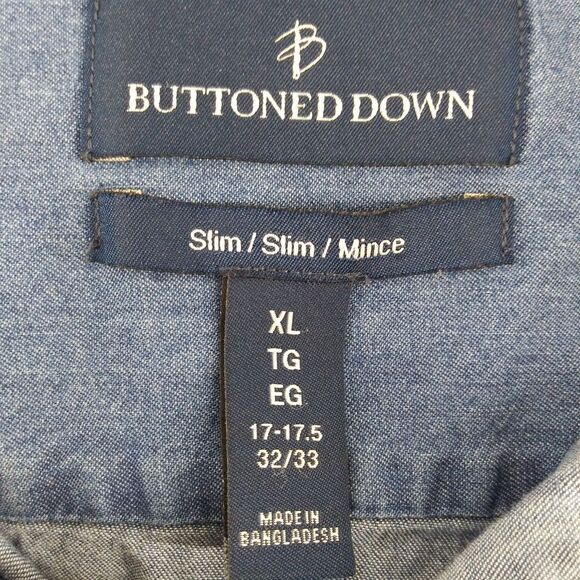 B
BUTTONED DOWN
Slim / Slim / Mince
XL
TG
EG
17-17.5
32/33
MADE IN
BANGLADESH